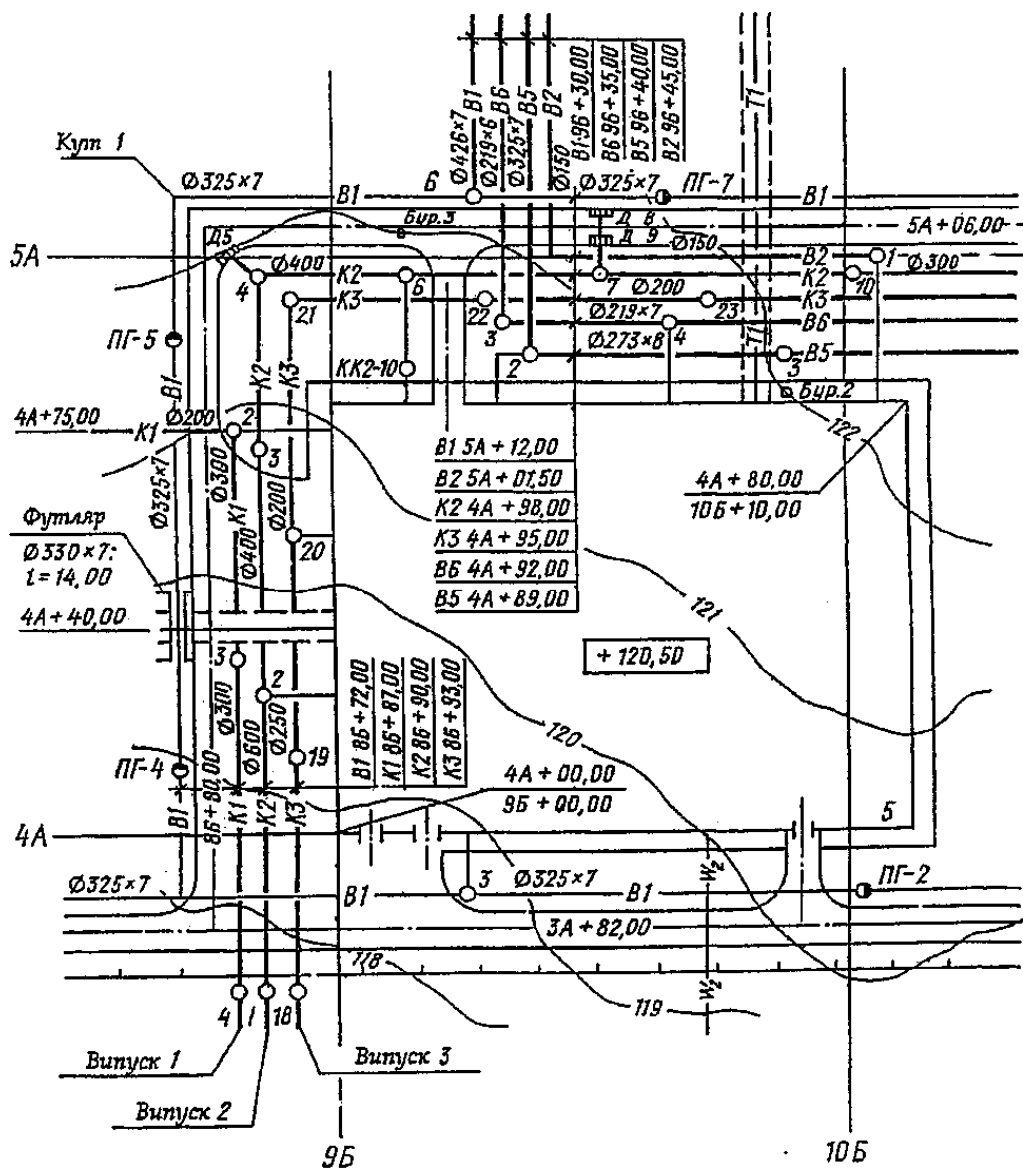 Ø426×7 В1
Ø219×6 В6
Ø325×7 В5
Ø150 В2
В1 9Б + 30,00
В6 9Б + 35,00
В5 9Б + 40,00
В2 9Б + 45,00
Т1
Кут 1
Ø325×7
В1
6
Ø325×7
ПГ-7
В1
Бур.3
Д 8
Д 9
Ø150
5А+06,00
5А
Д5
4
Ø400
К2
6
7
В2
К2
1
10
Ø300
21
К3
22
Ø200
23
К3
3
Ø219×7
4
В6
ПГ-5
2
Ø273×8
3
В5
Т1
В1
К2
К3
КК2-10
Бур.2
122
4А+75,00
К1
Ø200
2
3
Ø325×7
Ø300
К1
Ø400
Ø200
20
В1 5А + 12,00
В2 5А + 01,50
К2 4А + 98,00
К3 4А + 95,00
В6 4А + 92,00
В5 4А + 89,00
4А + 80,00
10Б + 10,00
Футляр
Ø330×7:
l=14,00
4А+40,00
121
+ 120,50
3
2
Ø300
Ø600
Ø250
19
В1 8Б + 72,00
К1 8Б + 87,00
К2 8Б + 90,00
К3 8Б + 93,00
120
ПГ-4
В1
8Б + 80,00
К1
К2
К3
4А + 00,00
9Б + 00,00
4А
5
Ø325×7
В1
3
Ø325×7
В1
W2
ПГ-2
3А + 82,00
118
119
W2
4
1
18
Випуск 1
Випуск 3
Випуск 2
9Б
10Б